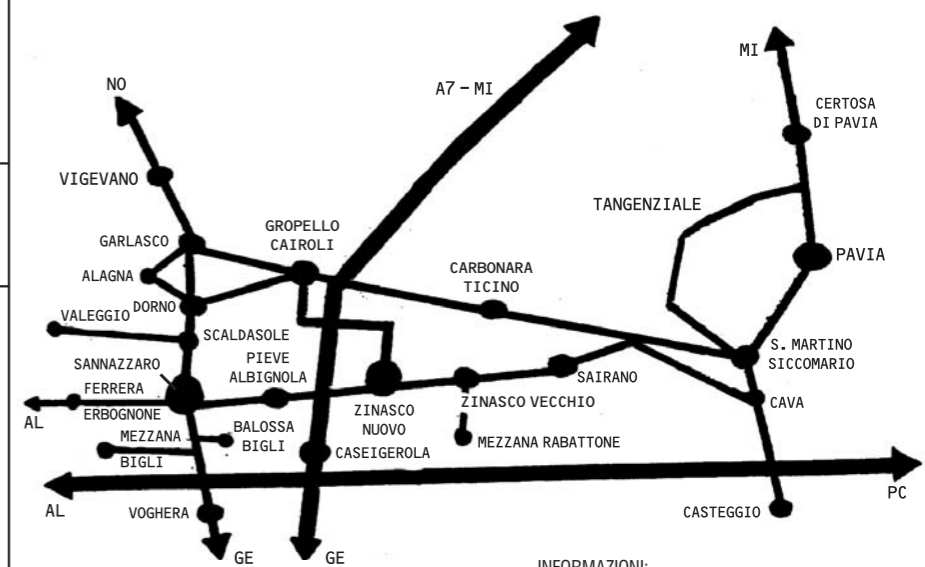 NO
A7 – MI
MI
CERTOSA
DI PAVIA
VIGEVANO
TANGENZIALE
GARLASCO
GROPELLO
CAIROLI
PAVIA
ALAGNA
CARBONARA
TICINO
DORNO
VALEGGIO
SCALDASOLE
S. MARTINO
SICCOMARIO
SANNAZZARO
PIEVE
ALBIGNOLA
SAIRANO
FERRERA
ERBOGNONE
ZINASCO
NUOVO
ZINASCO VECCHIO
CAVA
AL
MEZZANA
BIGLI
BALOSSA
BIGLI
MEZZANA RABATTONE
CASEIGEROLA
AL
PC
VOGHERA
CASTEGGIO
GE
GE
INFORMAZIONI: